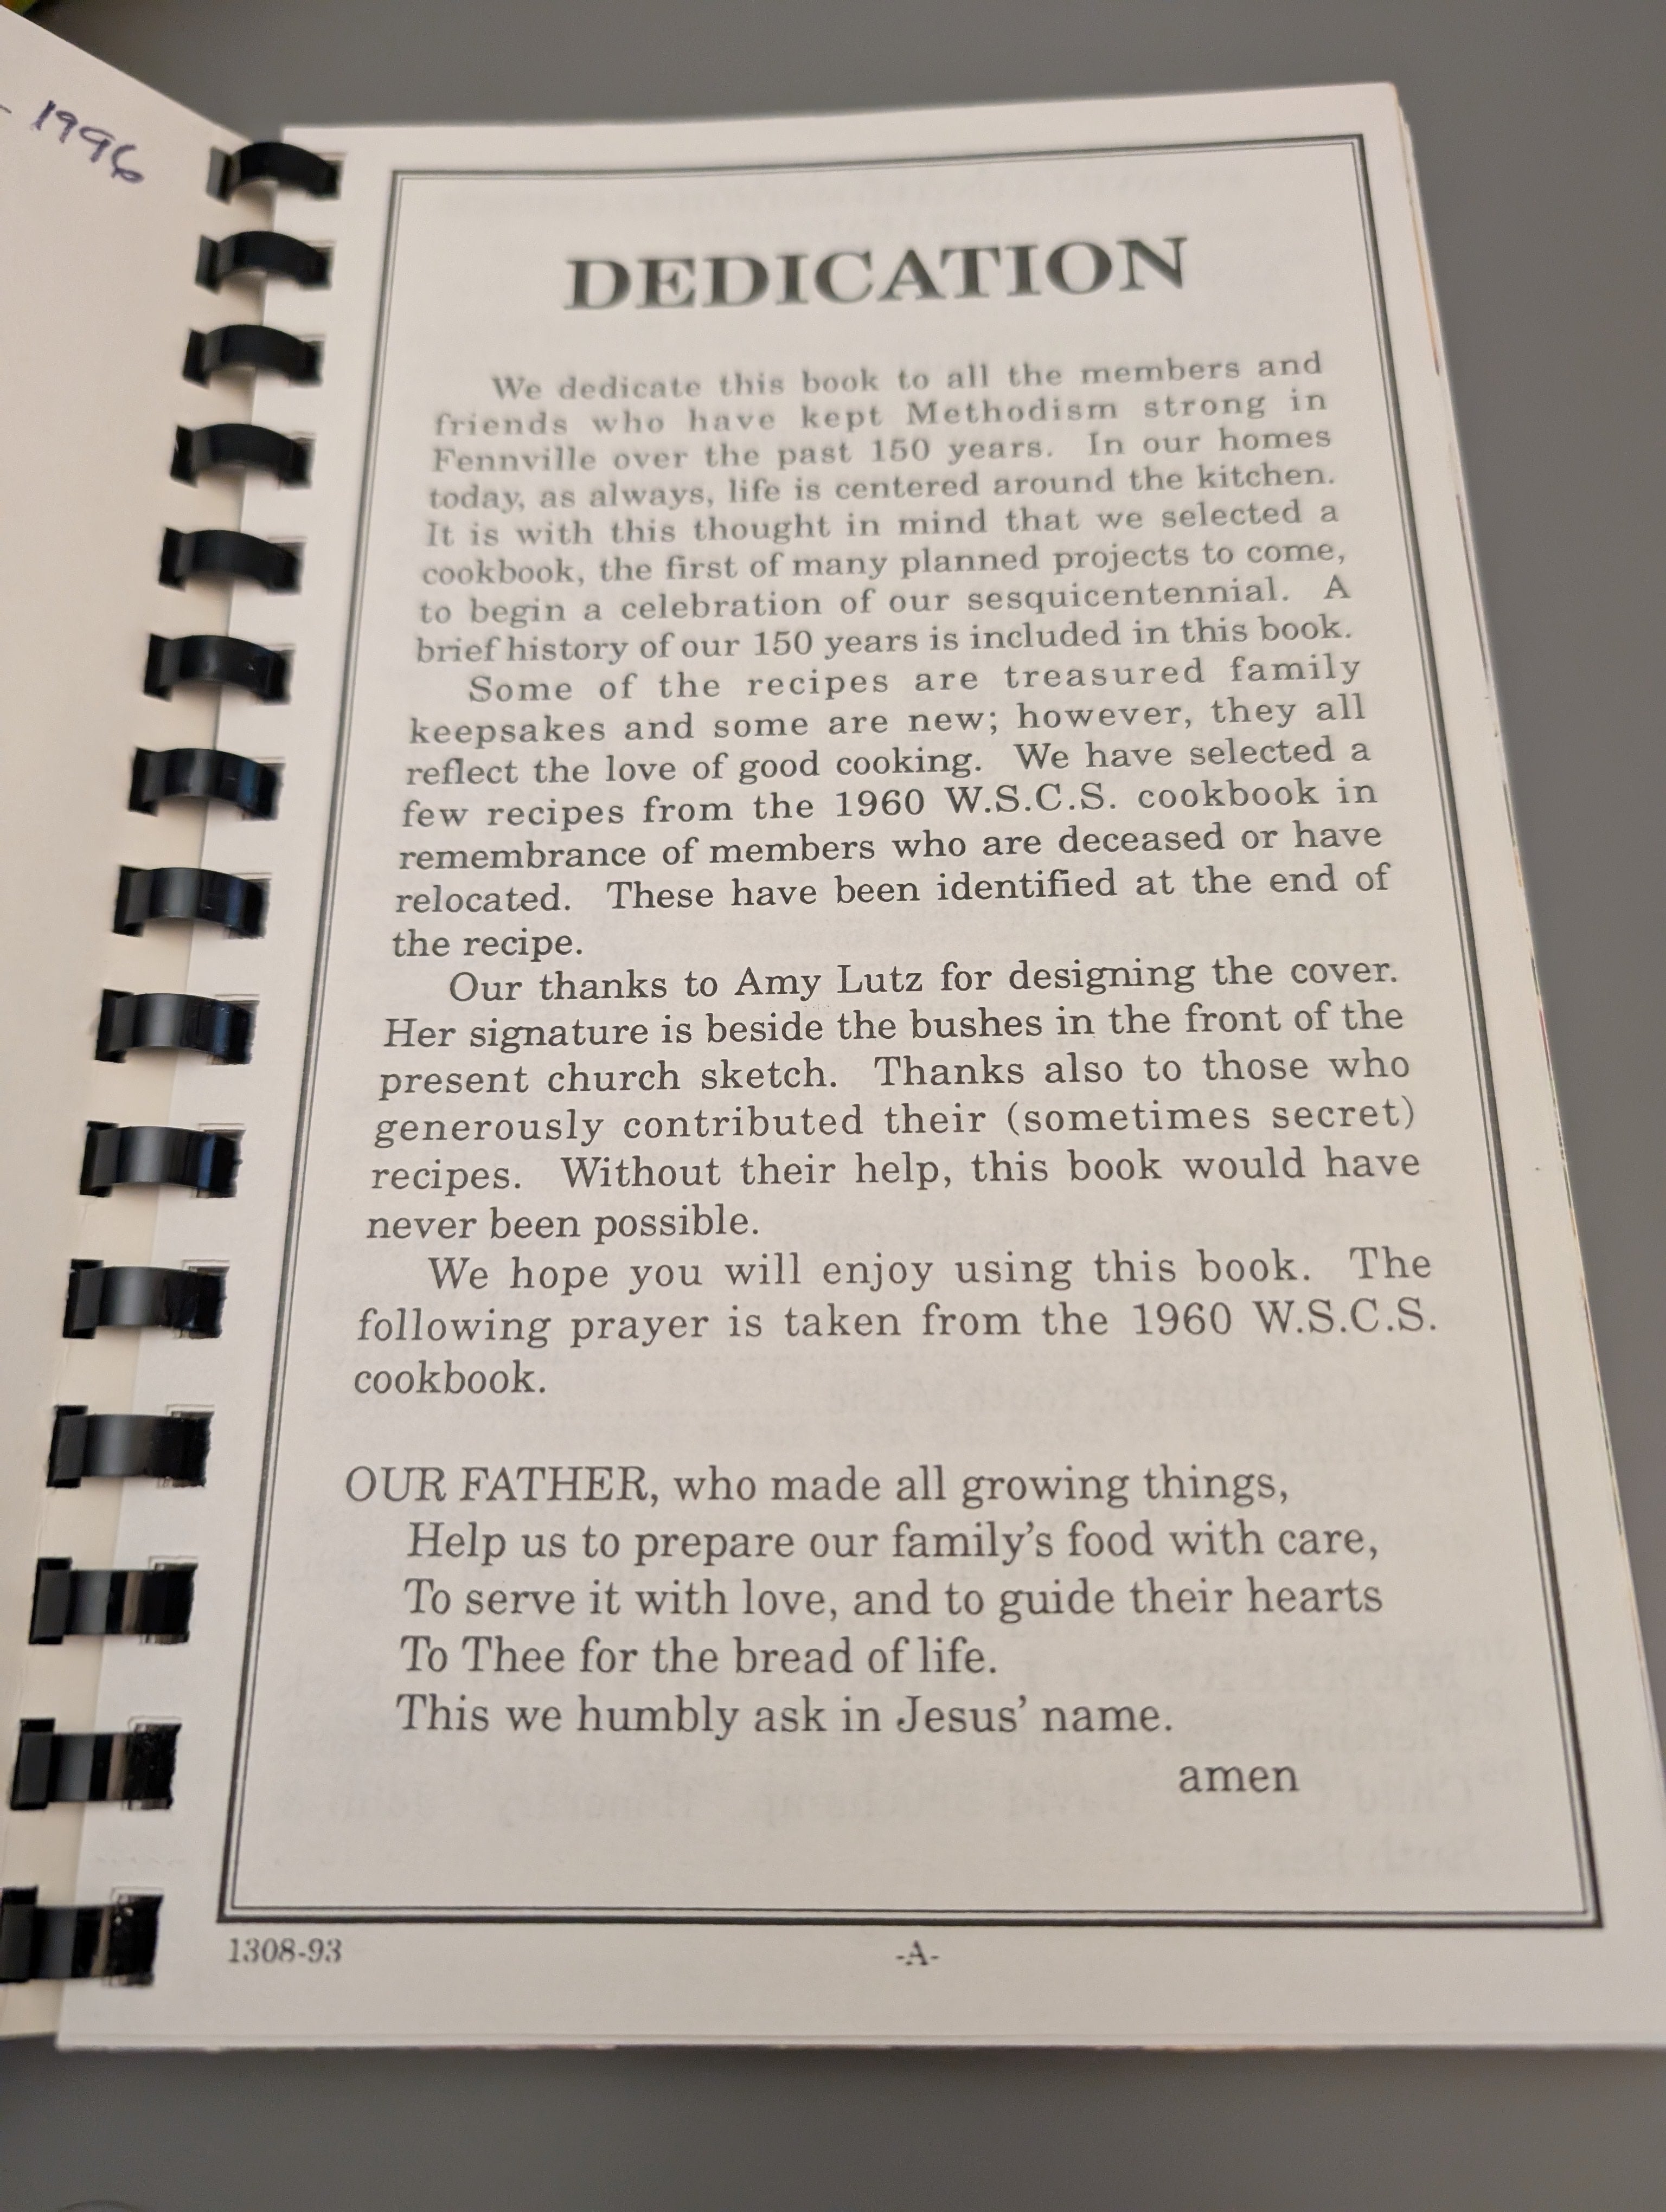 - 1996
DEDICATION
We dedicate this book to all the members and
friends who have kept Methodism strong in
Fennville over the past 150 years. In our homes
today, as always, life is centered around the kitchen.
It is with this thought in mind that we selected a
cookbook, the first of many planned projects to come,
to begin a celebration of our sesquicentennial. A
brief history of our 150 years is included in this book.
Some of the recipes are treasured family
keepsakes and some are new; however, they all
reflect the love of good cooking. We have selected a
few recipes from the 1960 W.S.C.S. cookbook in
remembrance of members who are deceased or have
relocated. These have been identified at the end of
the recipe.
Our thanks to Amy Lutz for designing the cover.
Her signature is beside the bushes in the front of the
present church sketch. Thanks also to those who
generously contributed their (sometimes secret)
recipes. Without their help, this book would have
never been possible.
We hope you will enjoy using this book. The
following prayer is taken from the 1960 W.S.C.S.
cookbook.
OUR FATHER, who made all growing things,
Help us to prepare our family's food with care,
To serve it with love, and to guide their hearts
To Thee for the bread of life.
This we humbly ask in Jesus' name.
amen
1308-93
-A-